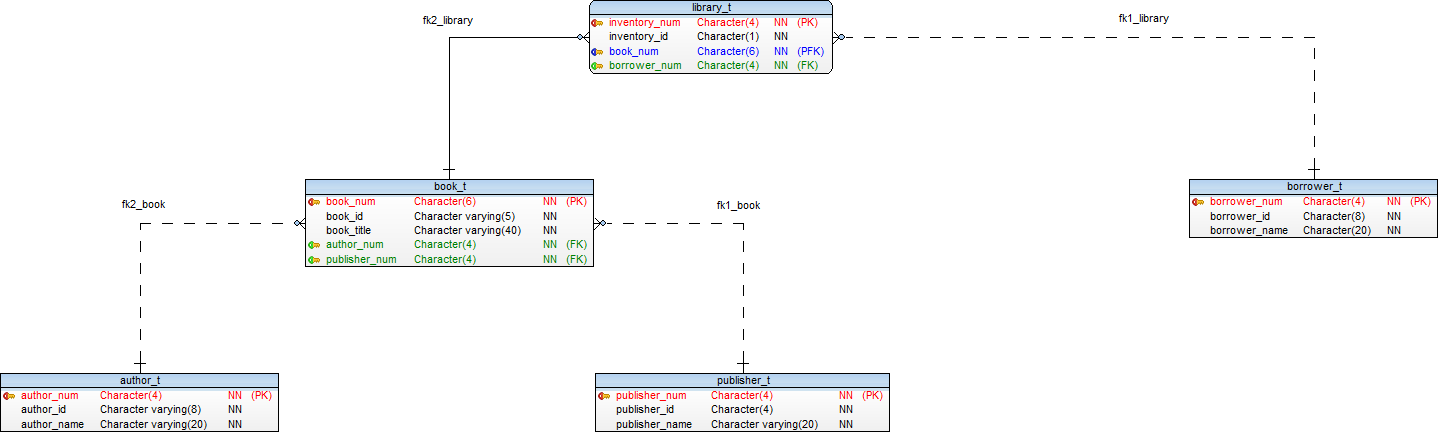 library_t
inventory_num Character(4) NN (PK)
inventory_id Character(1) NN
book_num Character(6) NN (PFK)
borrower_num Character(4) NN (FK)
fk2_library
fk1_library
book_t
book_num Character(6) NN (PK)
book_id Character varying(5) NN
book_title Character varying(40) NN
author_num Character(4) NN (FK)
publisher_num Character(4) NN (FK)
borrower_t
borrower_num Character(4) NN (PK)
borrower_id Character(8) NN
borrower_name Character(20) NN
fk2_book
fk1_book
author_t
author_num Character(4) NN (PK)
author_id Character varying(8) NN
author_name Character varying(20) NN
publisher_t
publisher_num Character(4) NN (PK)
publisher_id Character(4) NN
publisher_name Character varying(20) NN